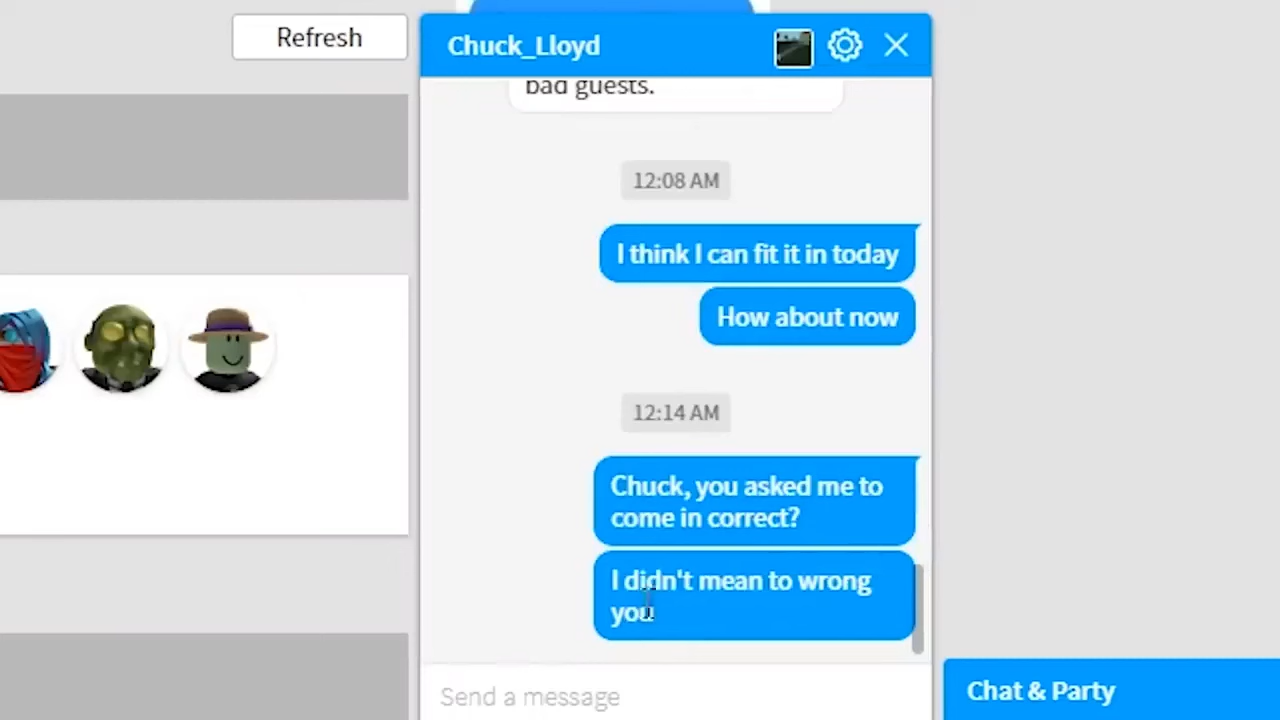 Refresh
Chuck_Lloyd
bad guests.
12:08 AM
I think I can fit it in today
How about now
12:14 AM
Chuck, you asked me to
come in correct?
I didn't mean to wrong
you
Send a message
Chat & Party